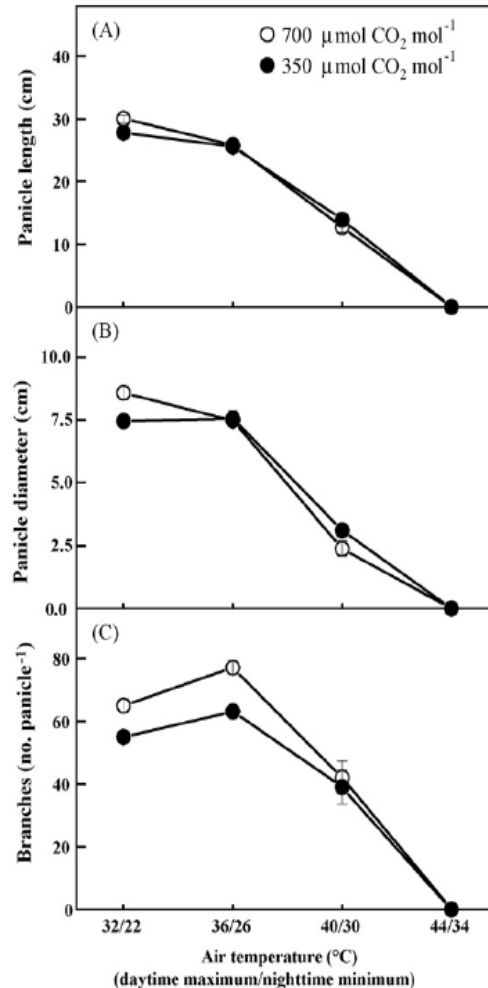 (A)
○ 700 μmol CO₂ mol⁻¹
● 350 μmol CO₂ mol⁻¹
Panicle length (cm)
40
30
20
10
0
(B)
Panicle diameter (cm)
10.0
7.5
5.0
2.5
0.0
(C)
Branches (no. panicle⁻¹)
80
60
40
20
0
32/22 36/26 40/30 44/34
Air temperature (°C)
(daytime maximum/nighttime minimum)